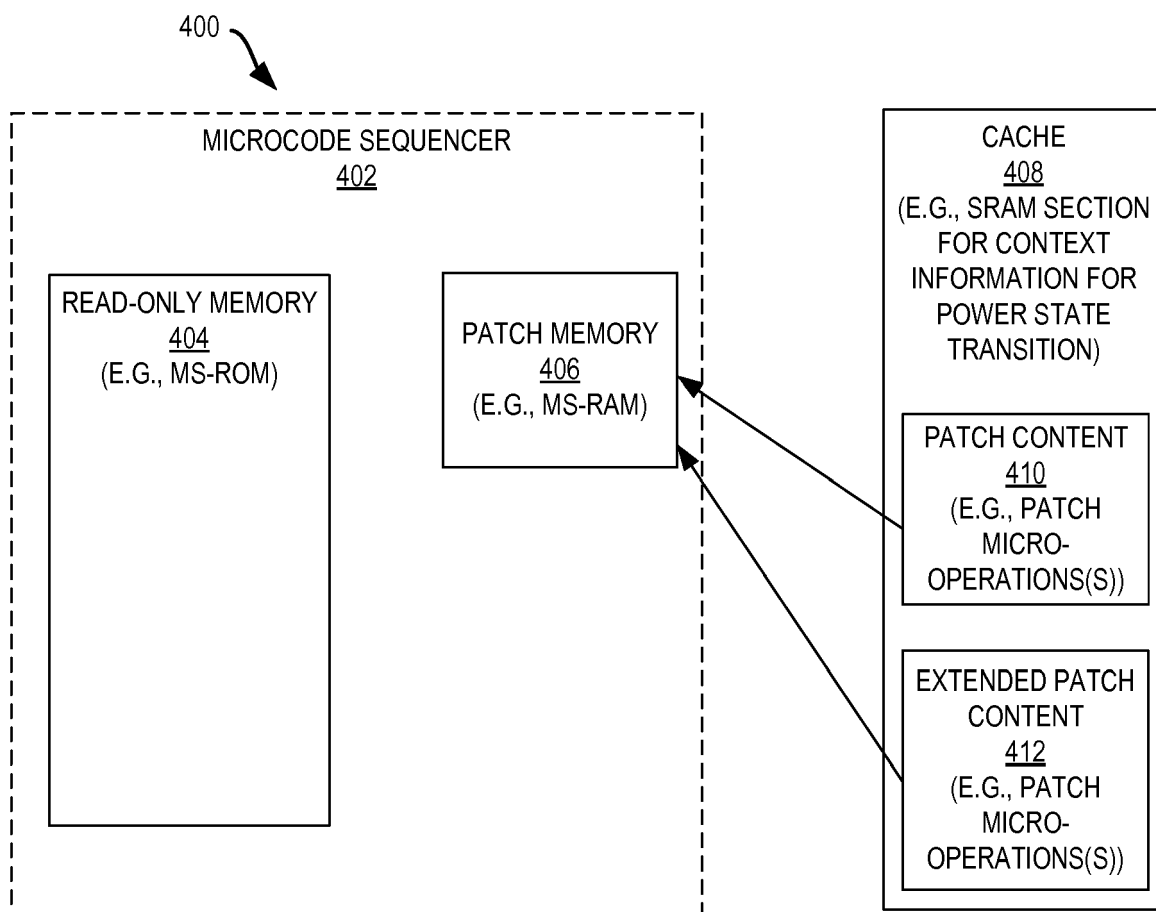 400
MICROCODE SEQUENCER
402
READ-ONLY MEMORY
404
(E.G., MS-ROM)
PATCH MEMORY
406
(E.G., MS-RAM)
CACHE
408
(E.G., SRAM SECTION
FOR CONTEXT
INFORMATION FOR
POWER STATE
TRANSITION)
PATCH CONTENT
410
(E.G., PATCH
MICRO-
OPERATIONS(S))
EXTENDED PATCH
CONTENT
412
(E.G., PATCH
MICRO-
OPERATIONS(S))